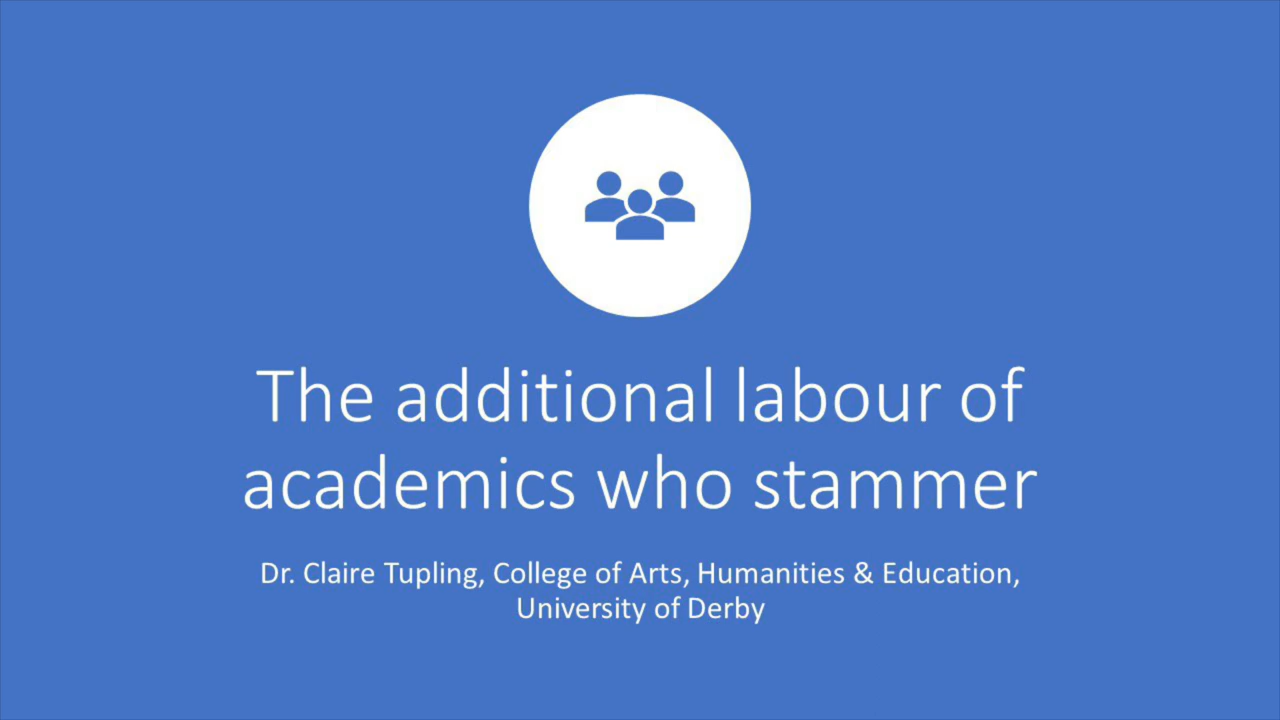 The additional labour of
academics who stammer
Dr. Claire Tupling, College of Arts, Humanities & Education,
University of Derby